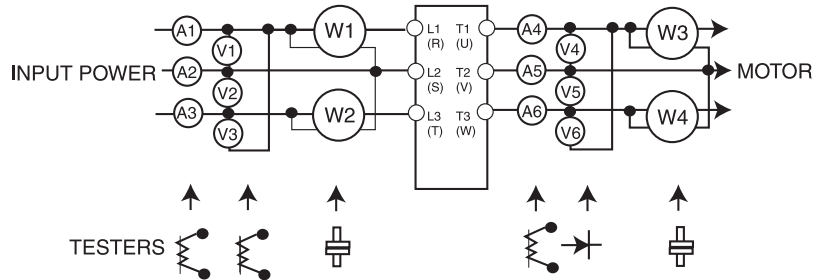 A1 W1 L1 T1 A4 W3
(R) (U)
V1 V4
INPUT POWER A2 L2 T2 A5 MOTOR
(S) (V)
V2 V5
A3 W2 L3 T3 A6 W4
(T) (W)
V3 V6
TESTERS